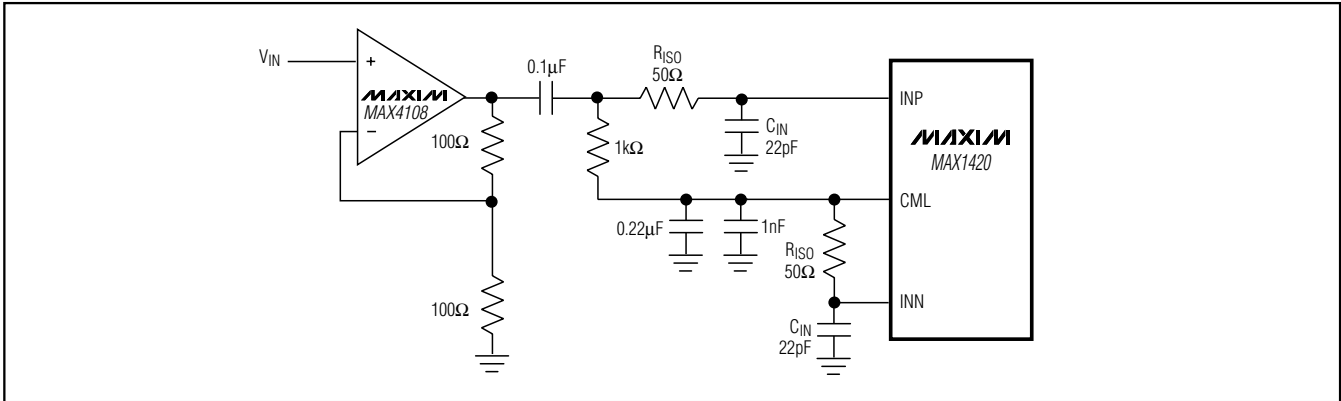 V_IN
+
MAXIM
MAX4108
−
100Ω
100Ω
0.1µF
R_ISO
50Ω
1kΩ
C_IN
22pF
0.22µF
1nF
R_ISO
50Ω
C_IN
22pF
INP
MAXIM
MAX1420
CML
INN